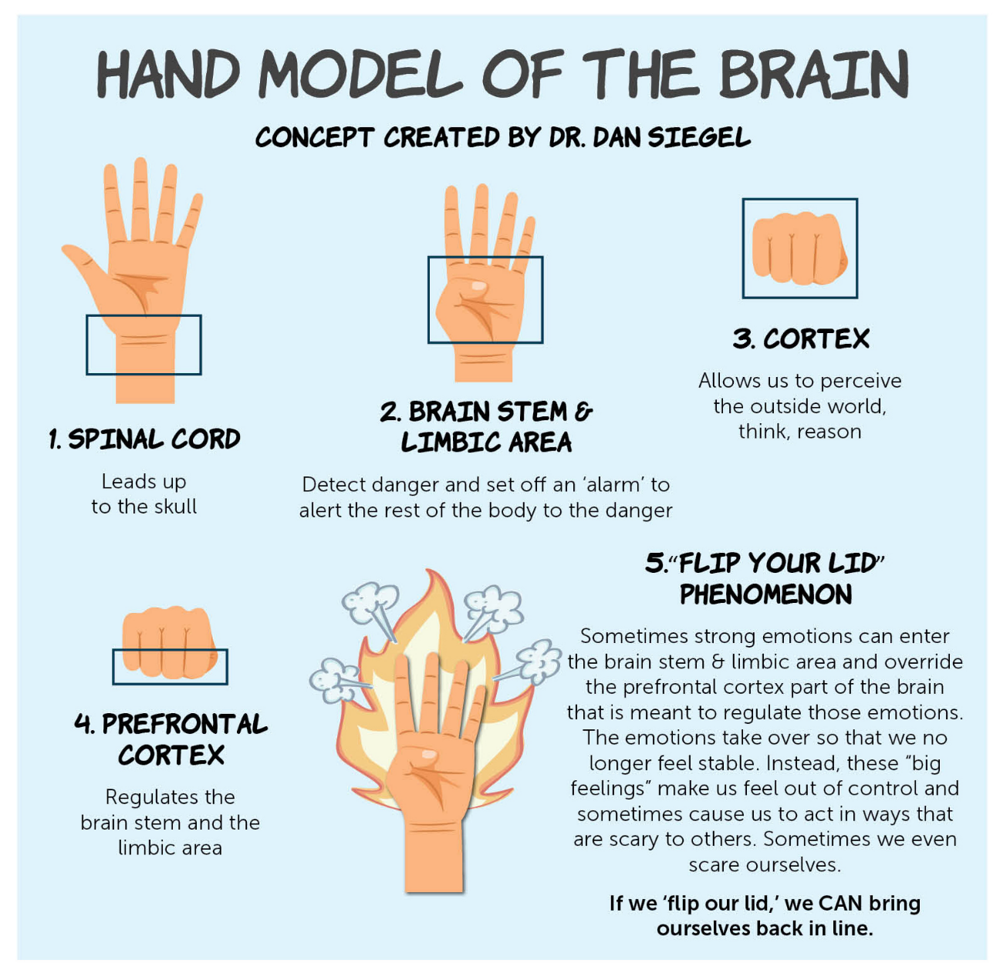 HAND MODEL OF THE BRAIN
CONCEPT CREATED BY DR. DAN SIEGEL
1. SPINAL CORD
Leads up
to the skull
2. BRAIN STEM &
LIMBIC AREA
Detect danger and set off an ‘alarm’ to
alert the rest of the body to the danger
3. CORTEX
Allows us to perceive
the outside world,
think, reason
4. PREFRONTAL
CORTEX
Regulates the
brain stem and the
limbic area
5.“FLIP YOUR LID”
PHENOMENON
Sometimes strong emotions can enter
the brain stem & limbic area and override
the prefrontal cortex part of the brain
that is meant to regulate those emotions.
The emotions take over so that we no
longer feel stable. Instead, these “big
feelings” make us feel out of control and
sometimes cause us to act in ways that
are scary to others. Sometimes we even
scare ourselves.
If we ‘flip our lid,’ we CAN bring
ourselves back in line.